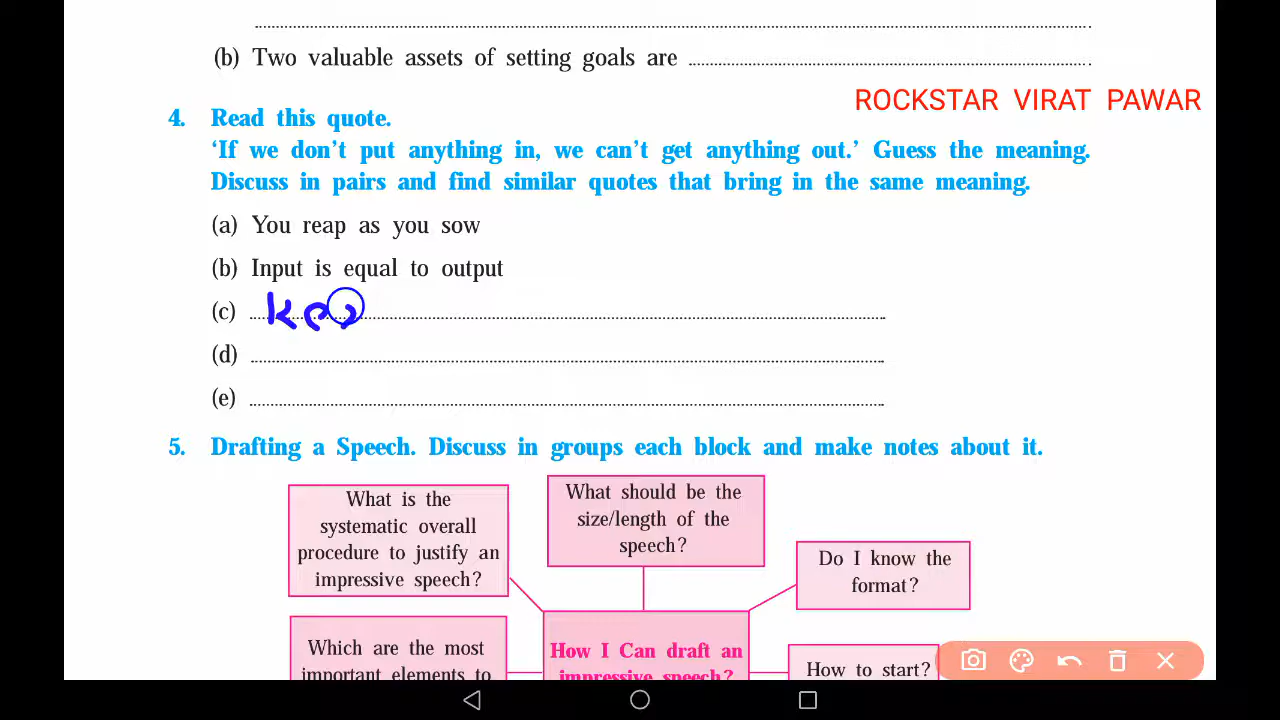 (b) Two valuable assets of setting goals are
ROCKSTAR VIRAT PAWAR
4. Read this quote.
‘If we don’t put anything in, we can’t get anything out.’ Guess the meaning.
Discuss in pairs and find similar quotes that bring in the same meaning.
(a) You reap as you sow
(b) Input is equal to output
(c)
(d)
(e)
5. Drafting a Speech. Discuss in groups each block and make notes about it.
What is the
systematic overall
procedure to justify an
impressive speech?
What should be the
size/length of the
speech?
Do I know the
format?
Which are the most
important elements to
How I Can draft an
impressive speech?
How to start?